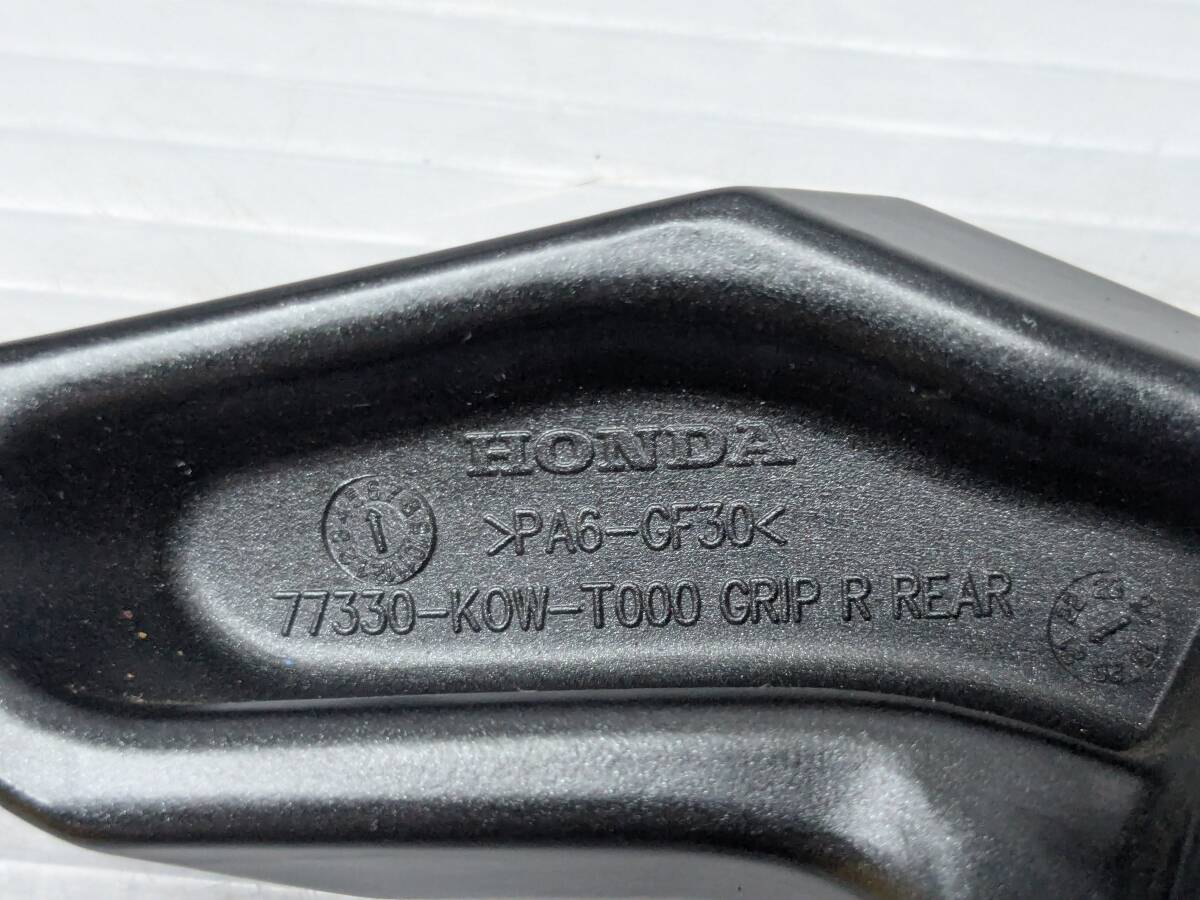 HONDA
>PA6-GF30<
77330-K0W-T000 GRIP R REAR